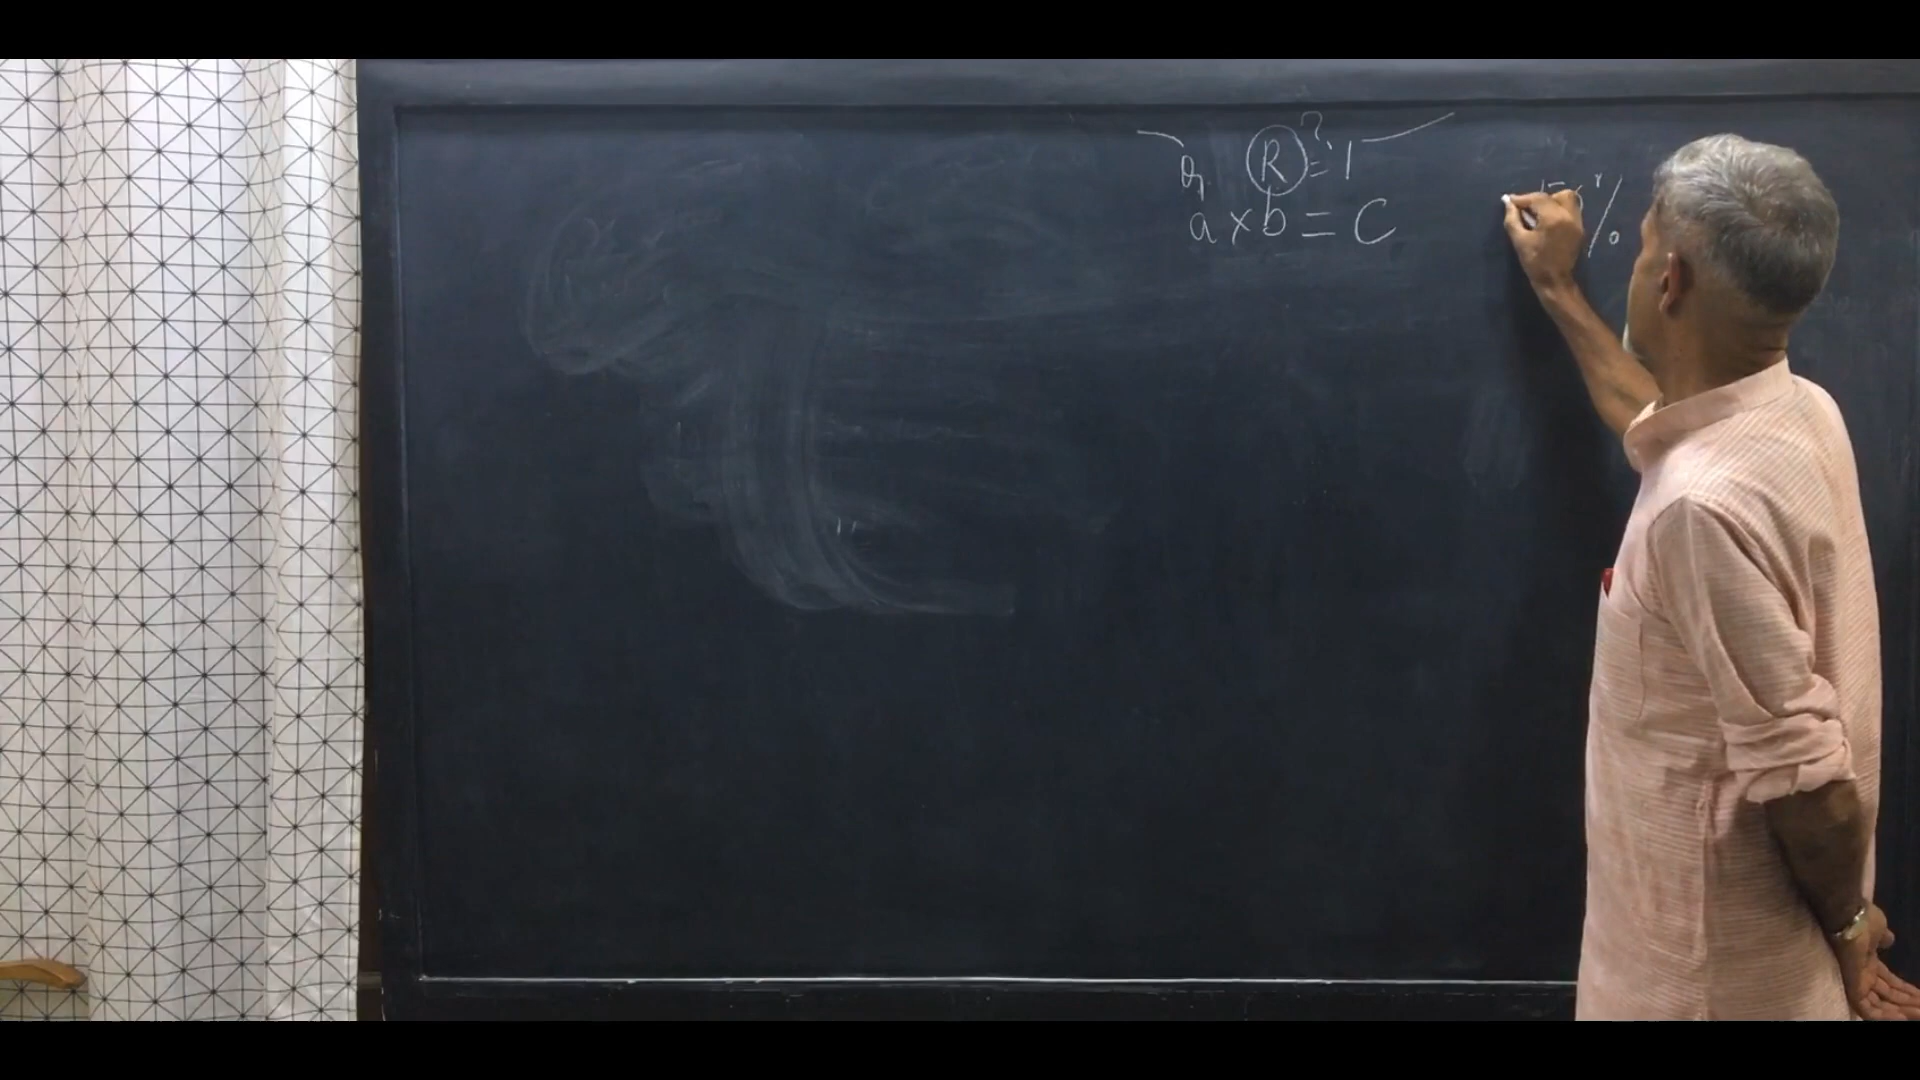 R ?= 1
a × b = C
%